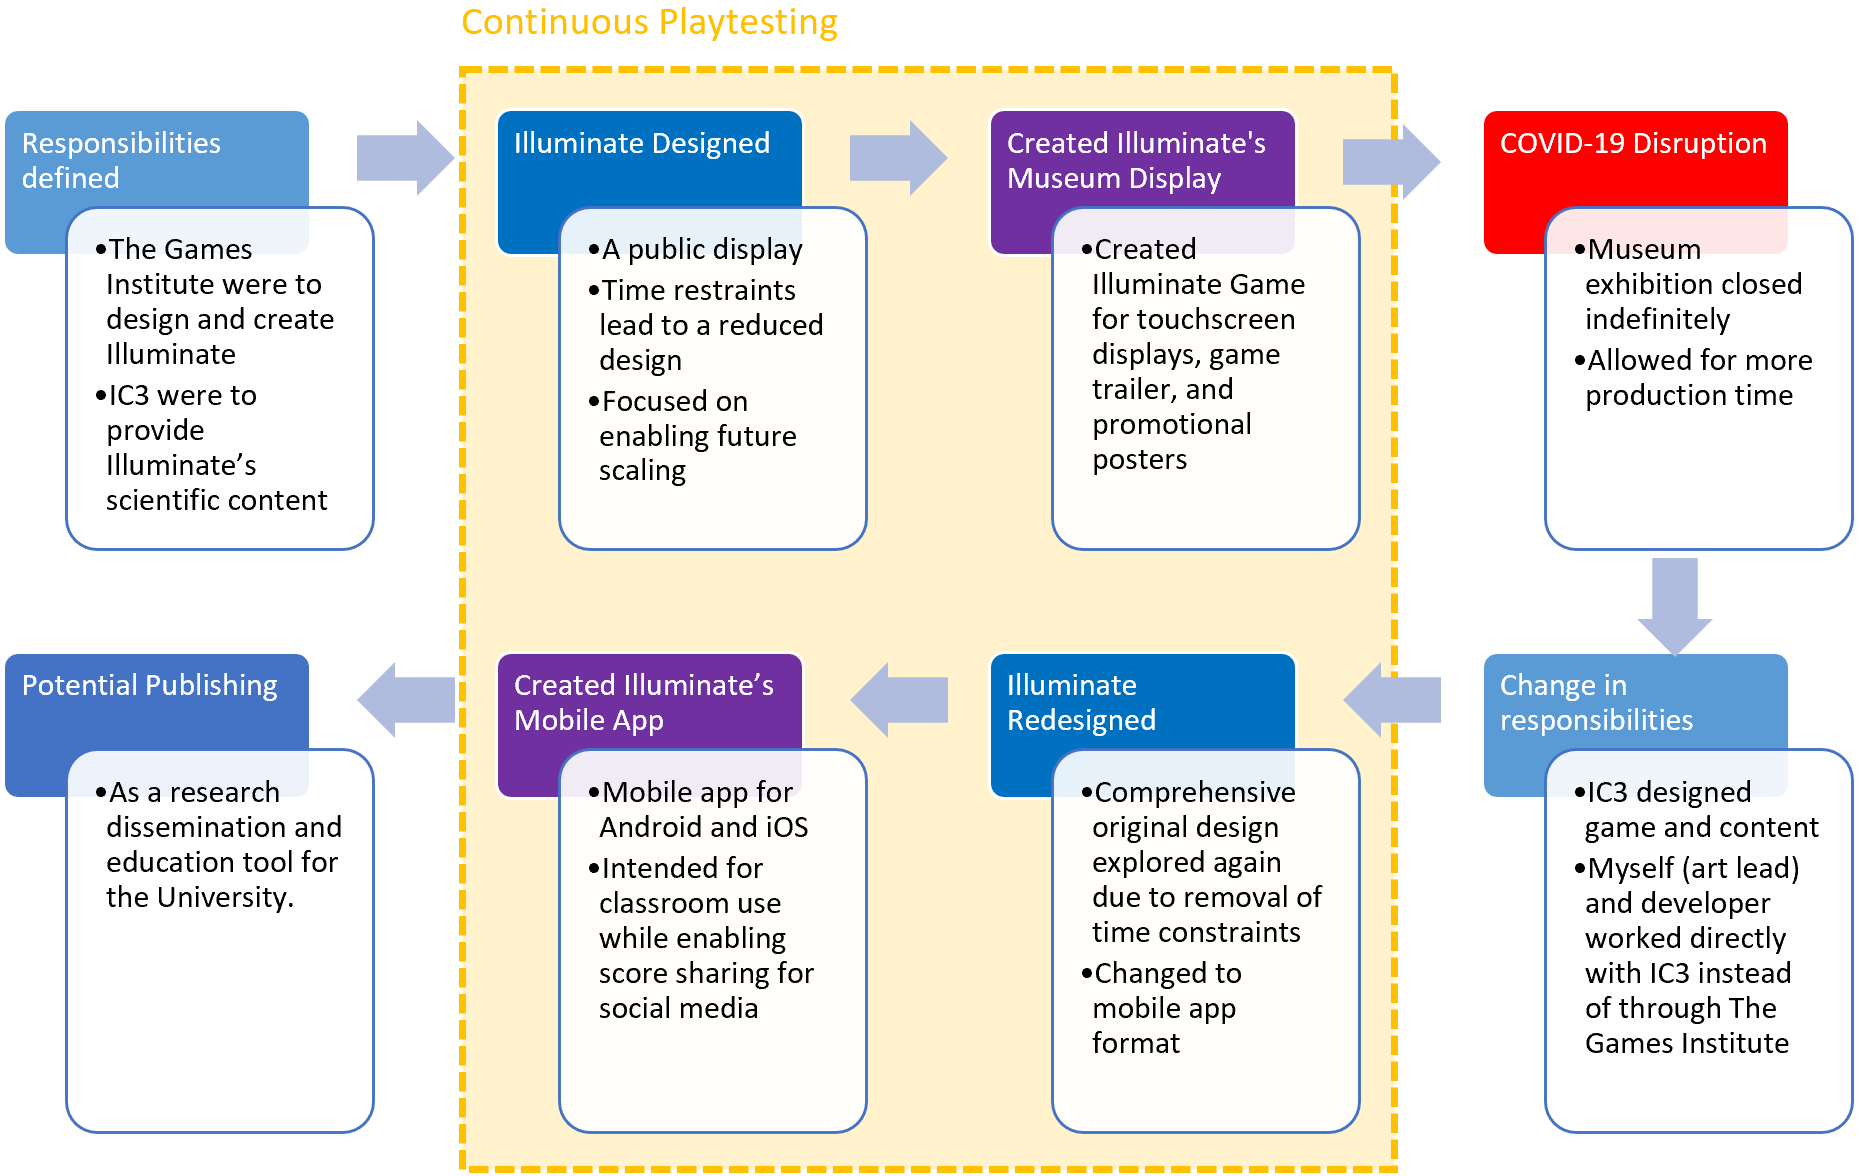 Continuous Playtesting
Responsibilities
defined
•The Games
Institute were to
design and create
Illuminate
•IC3 were to
provide
Illuminate’s
scientific content
Illuminate Designed
•A public display
•Time restraints
lead to a reduced
design
•Focused on
enabling future
scaling
Created Illuminate's
Museum Display
•Created
Illuminate Game
for touchscreen
displays, game
trailer, and
promotional
posters
COVID-19 Disruption
•Museum
exhibition closed
indefinitely
•Allowed for more
production time
Change in
responsibilities
•IC3 designed
game and content
•Myself (art lead)
and developer
worked directly
with IC3 instead
of through The
Games Institute
Illuminate
Redesigned
•Comprehensive
original design
explored again
due to removal of
time constraints
•Changed to
mobile app
format
Created Illuminate’s
Mobile App
•Mobile app for
Android and iOS
•Intended for
classroom use
while enabling
score sharing for
social media
Potential Publishing
•As a research
dissemination and
education tool for
the University.